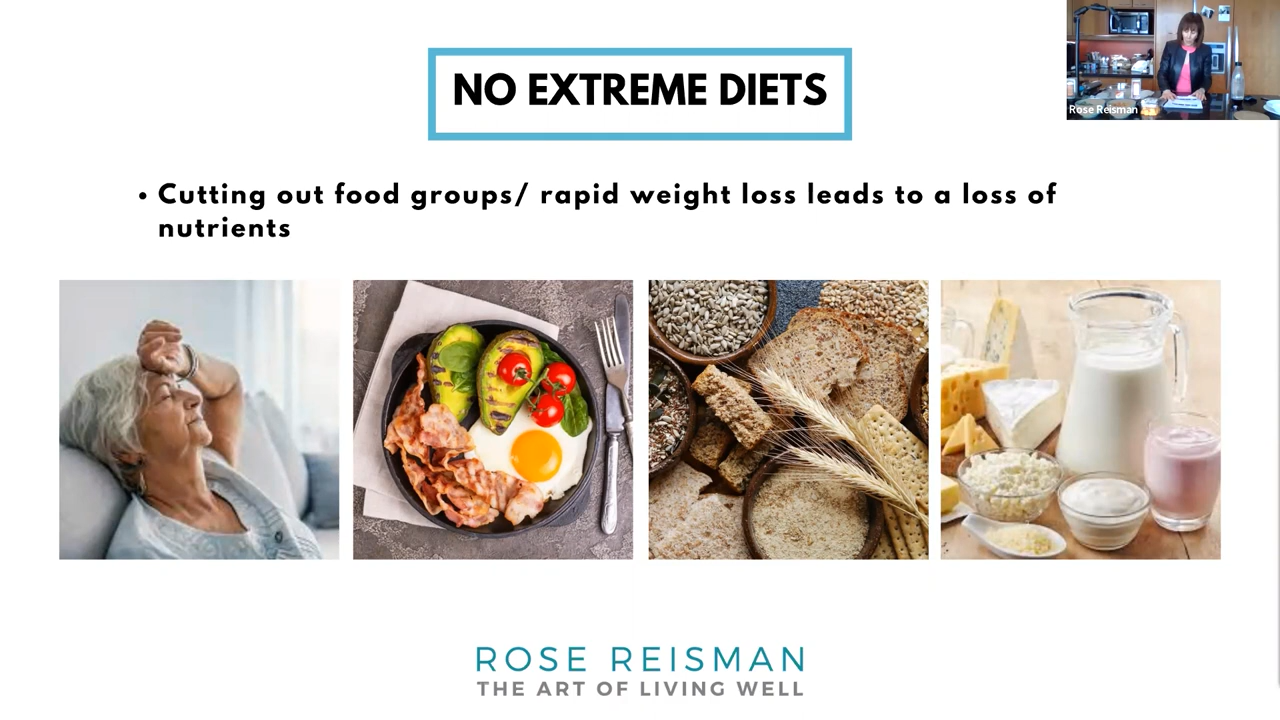 NO EXTREME DIETS
Rose Reisman
• Cutting out food groups/ rapid weight loss leads to a loss of
nutrients
ROSE REISMAN
THE ART OF LIVING WELL